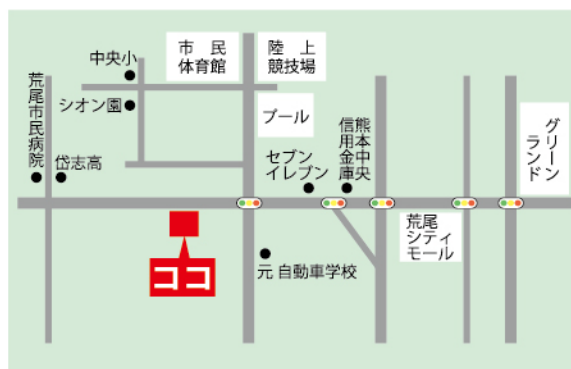 中央小
シオン園
荒尾市民病院
岱志高
市民
体育館
陸上
競技場
プール
セブン
イレブン
熊本中央
信用金庫
グリーン
ランド
荒尾
シティ
モール
元 自動車学校
ココ